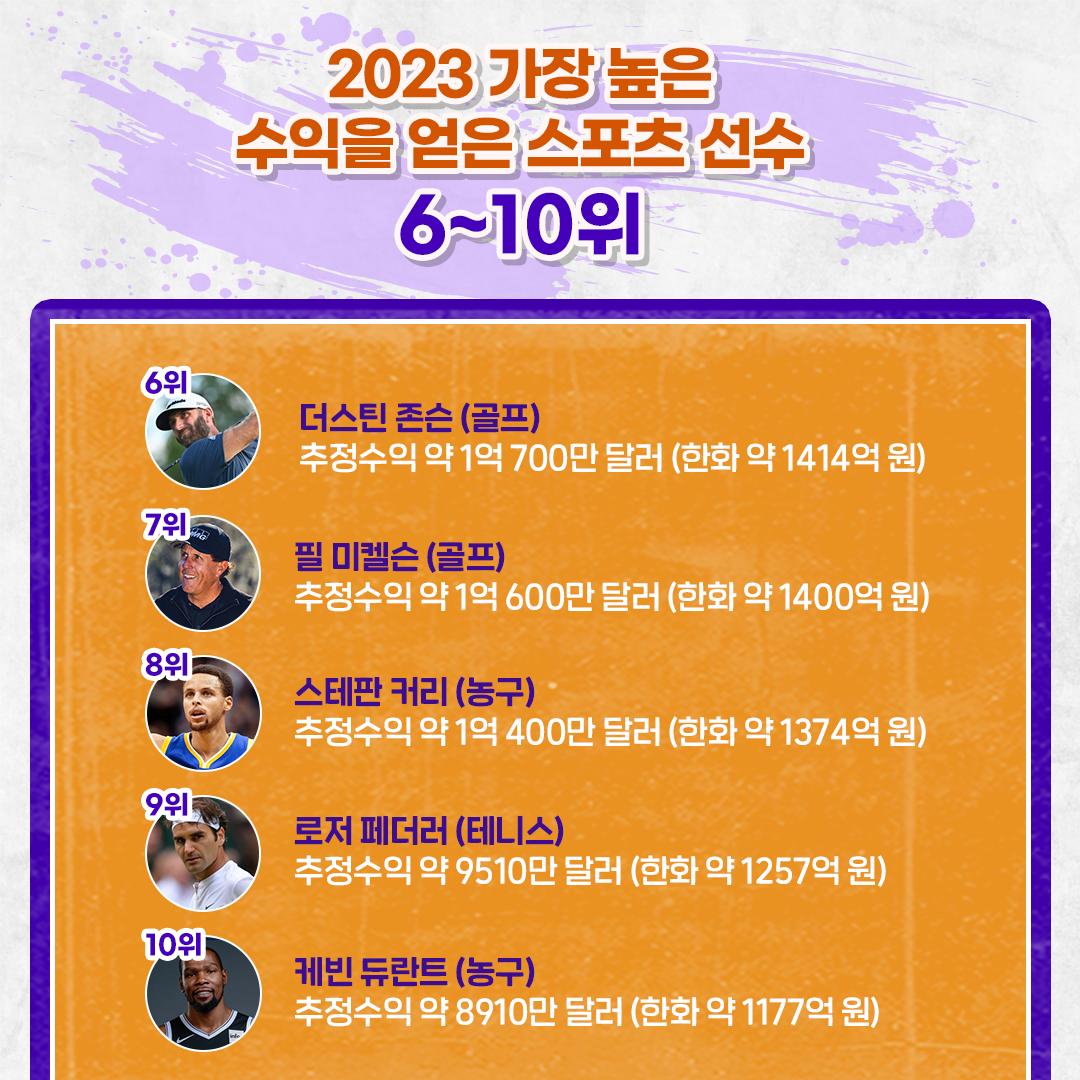 2023 가장 높은
수익을 얻은 스포츠 선수
6~10위
6위
더스틴 존슨 (골프)
추정수익 약 1억 700만 달러 (한화 약 1414억 원)
7위
필 미켈슨 (골프)
추정수익 약 1억 600만 달러 (한화 약 1400억 원)
8위
스테판 커리 (농구)
추정수익 약 1억 400만 달러 (한화 약 1374억 원)
9위
로저 페더러 (테니스)
추정수익 약 9510만 달러 (한화 약 1257억 원)
10위
케빈 듀란트 (농구)
추정수익 약 8910만 달러 (한화 약 1177억 원)